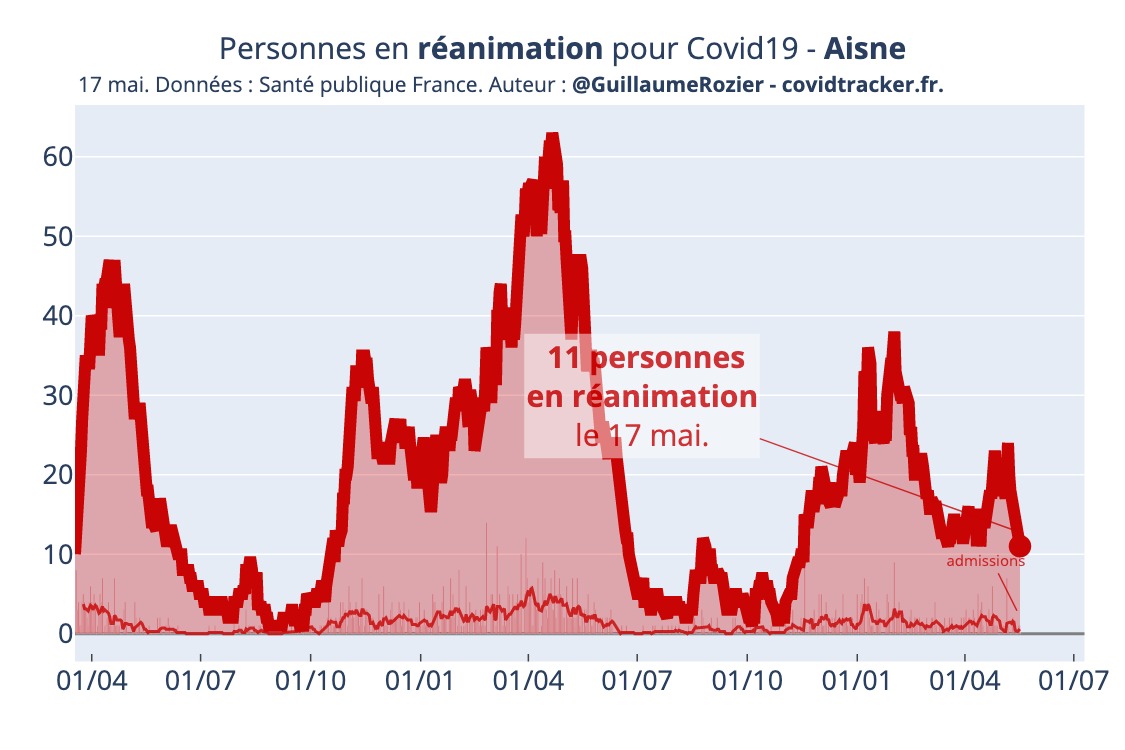 Personnes en réanimation pour Covid19 - Aisne
17 mai. Données : Santé publique France. Auteur : @GuillaumeRozier - covidtracker.fr.
60
50
40
30
20
10
0
11 personnes
en réanimation
le 17 mai.
admissions
01/04 01/07 01/10 01/01 01/04 01/07 01/10 01/01 01/04 01/07